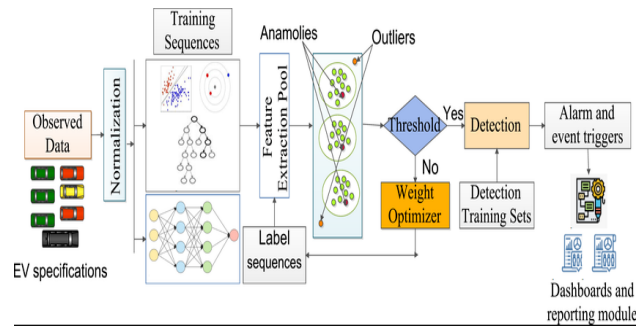 Training
Sequences
Anamolies
Outliers
Observed
Data
Normalization
Feature
Extraction Pool
Threshold
Yes
Detection
Alarm and
event triggers
No
Weight
Optimizer
Detection
Training Sets
Label
sequences
EV specifications
Dashboards and
reporting module